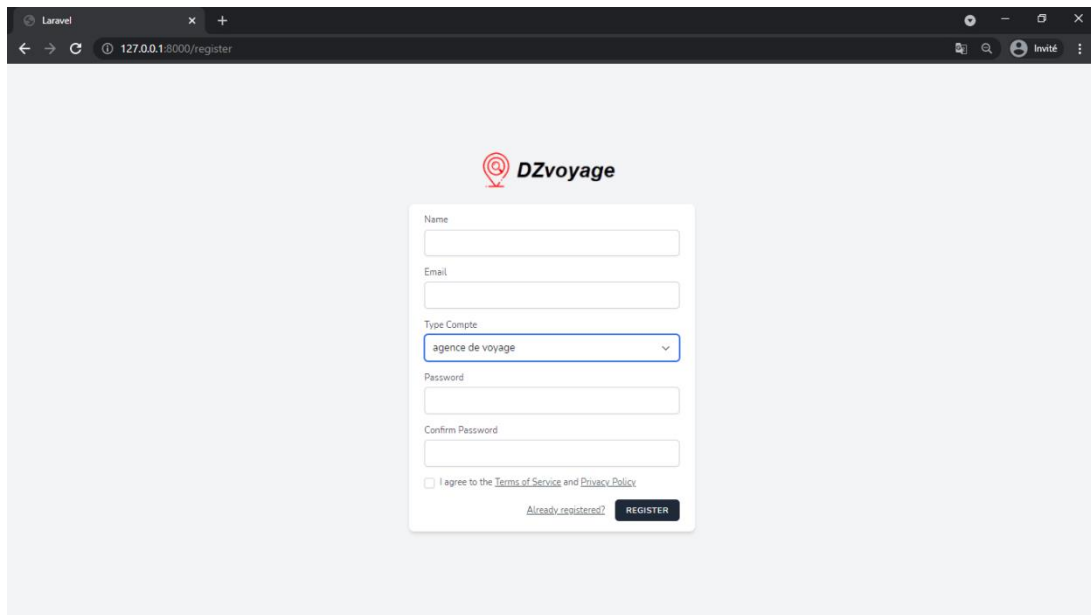 Laravel
127.0.0.1:8000/register
Invité
DZvoyage
Name
Email
Type Compte
agence de voyage
Password
Confirm Password
I agree to the Terms of Service and Privacy Policy
Already registered? REGISTER